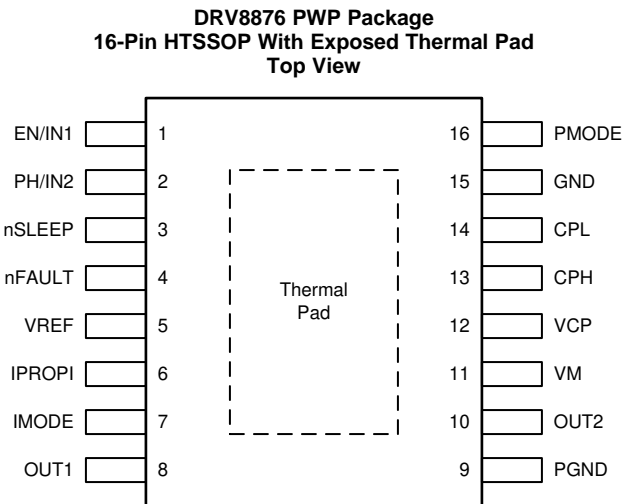 DRV8876 PWP Package
16-Pin HTSSOP With Exposed Thermal Pad
Top View
EN/IN1 1 16 PMODE
PH/IN2 2 15 GND
nSLEEP 3 14 CPL
nFAULT 4 13 CPH
Thermal
Pad
VREF 5 12 VCP
IPROPI 6 11 VM
IMODE 7 10 OUT2
OUT1 8 9 PGND